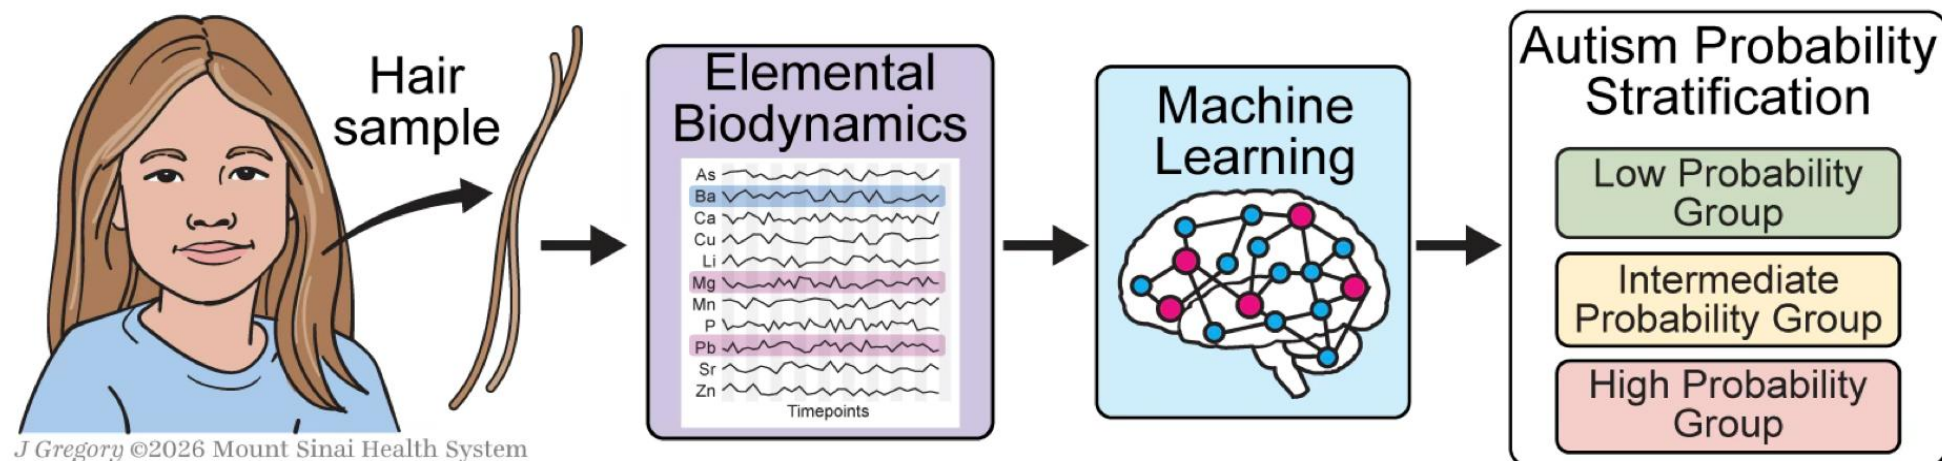 Hair
sample
Elemental
Biodynamics
As
Ba
Ca
Cu
Li
Mg
Mn
P
Pb
Sr
Zn
Timepoints
Machine
Learning
Autism Probability
Stratification
Low Probability
Group
Intermediate
Probability Group
High Probability
Group
J Gregory ©2026 Mount Sinai Health System